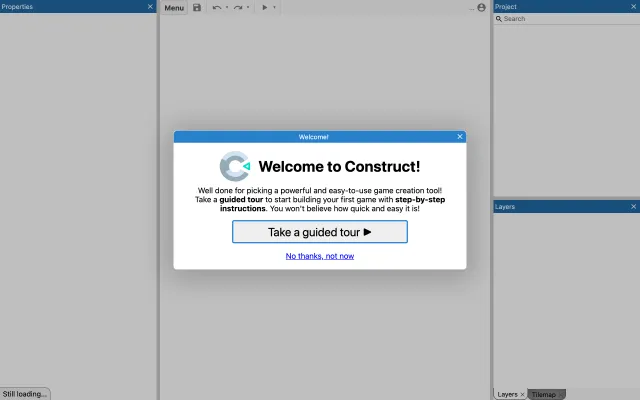 Properties
Menu
...
Project
Search
Welcome!
Welcome to Construct!
Well done for picking a powerful and easy-to-use game creation tool!
Take a guided tour to start building your first game with step-by-step
instructions. You won't believe how quick and easy it is!
Take a guided tour
No thanks, not now
Layers
Still loading...
Layers
Tilemap